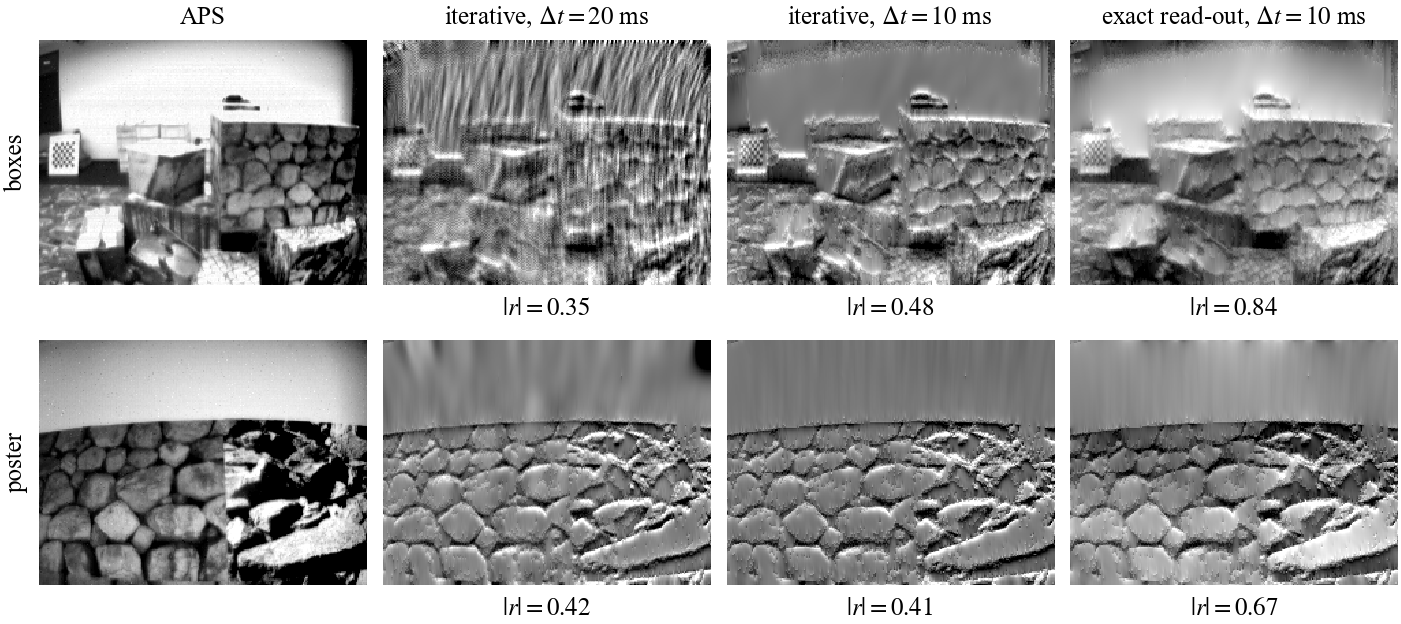 APS
iterative, Δt = 20 ms
iterative, Δt = 10 ms
exact read-out, Δt = 10 ms
boxes
|r| = 0.35
|r| = 0.48
|r| = 0.84
poster
|r| = 0.42
|r| = 0.41
|r| = 0.67